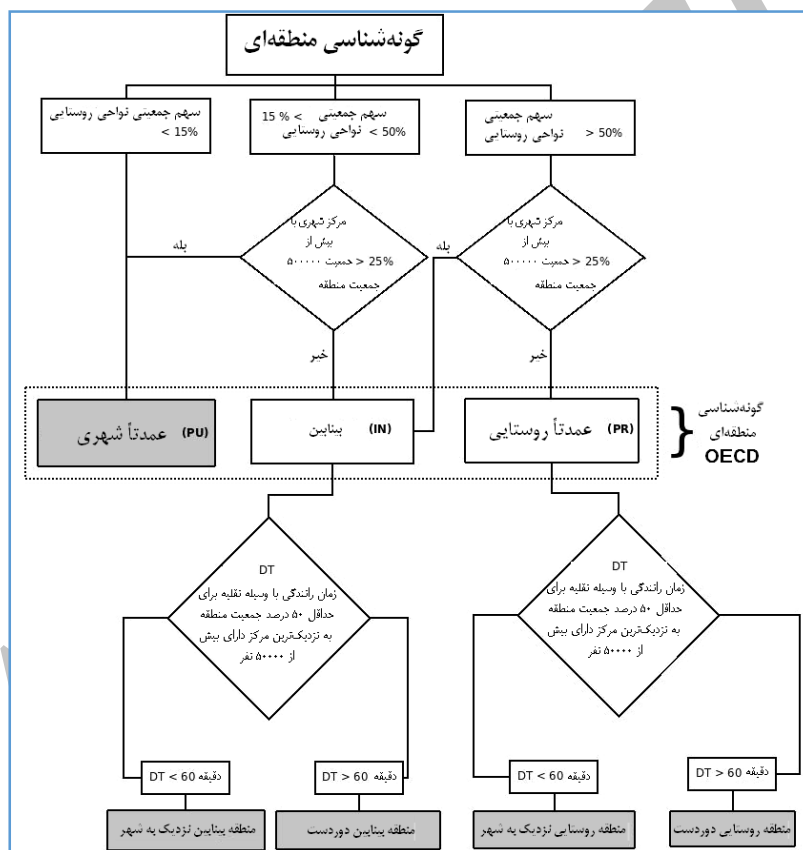 گونه‌شناسی منطقه‌ای
سهم جمعیتی نواحی روستایی
< 15%
سهم جمعیتی < % 15
نواحی روستایی < 50%
سهم جمعیتی
نواحی روستایی > 50%
مرکز شهری با
بیش از
۵۰۰۰۰۰ جمعیت > 25%
جمعیت منطقه
مرکز شهری با
بیش از
۵۰۰۰۰۰ جمعیت > 25%
جمعیت منطقه
بله
بله
خیر
خیر
عمدتاً شهری (PU)
بینابین (IN)
عمدتاً روستایی (PR)
گونه‌شناسی
منطقه‌ای
OECD
DT
زمان رانندگی با وسیله نقلیه برای
حداقل ۵۰ درصد جمعیت منطقه
به نزدیک‌ترین مرکز دارای بیش
از ۵۰۰۰۰ نفر
DT
زمان رانندگی با وسیله نقلیه برای
حداقل ۵۰ درصد جمعیت منطقه
به نزدیک‌ترین مرکز دارای بیش
از ۵۰۰۰۰ نفر
DT < 60 دقیقه
DT > 60 دقیقه
DT < 60 دقیقه
DT > 60 دقیقه
منطقه بینابین نزدیک به شهر
منطقه بینابین دوردست
منطقه روستایی نزدیک به شهر
منطقه روستایی دوردست